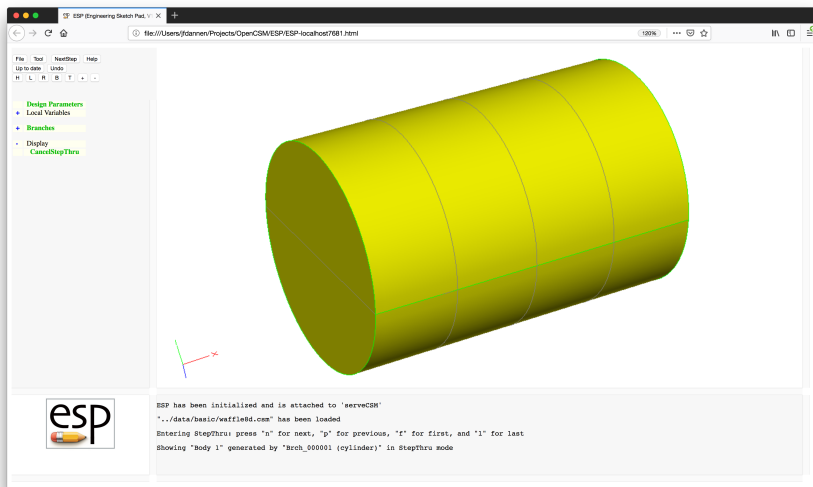 ESP (Engineering Sketch Pad, V
file:///Users/jfdannen/Projects/OpenCSM/ESP/ESP-localhost7681.html
120%
File Tool NextStep Help
Up to date Undo
H L R B T + -
Design Parameters
+ Local Variables
+ Branches
- Display
CancelStepThru
x
esp
ESP has been initialized and is attached to 'serveCSM'
"../data/basic/waffle8d.csm" has been loaded
Entering StepThru: press "n" for next, "p" for previous, "f" for first, and "l" for last
Showing "Body 1" generated by "Brch_000001 (cylinder)" in StepThru mode